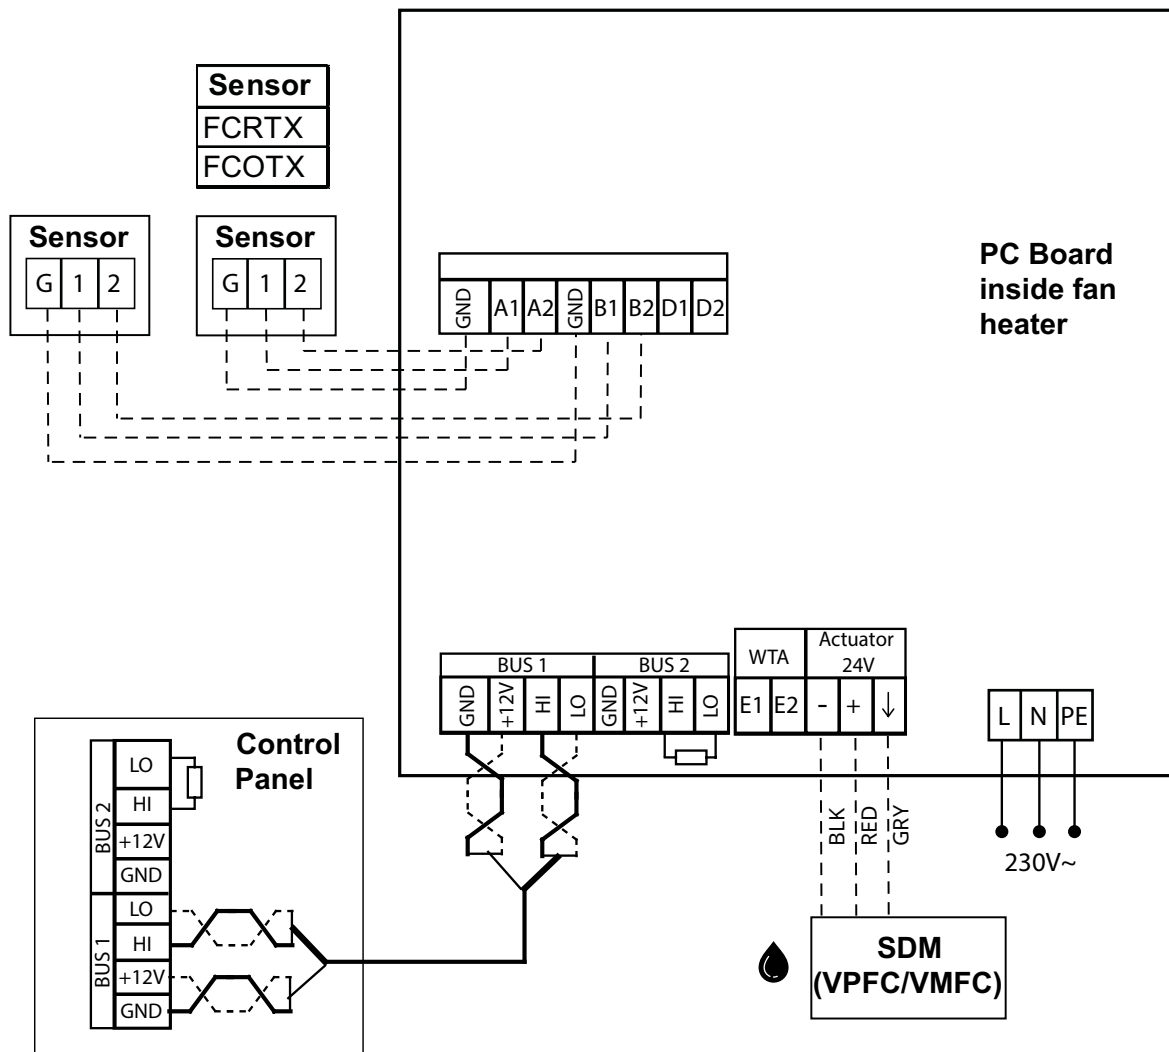 Sensor
FCRTX
FCOTX
Sensor
G 1 2
Sensor
G 1 2
GND A1 A2 GND B1 B2 D1 D2
PC Board
inside fan
heater
BUS 1 BUS 2
GND +12V HI LO GND +12V HI LO
WTA
Actuator
24V
E1 E2 - + ↓
L N PE
230V~
BLK RED GRY
SDM
(VPFC/VMFC)
Control
Panel
BUS 2
LO
HI
+12V
GND
BUS 1
LO
HI
+12V
GND